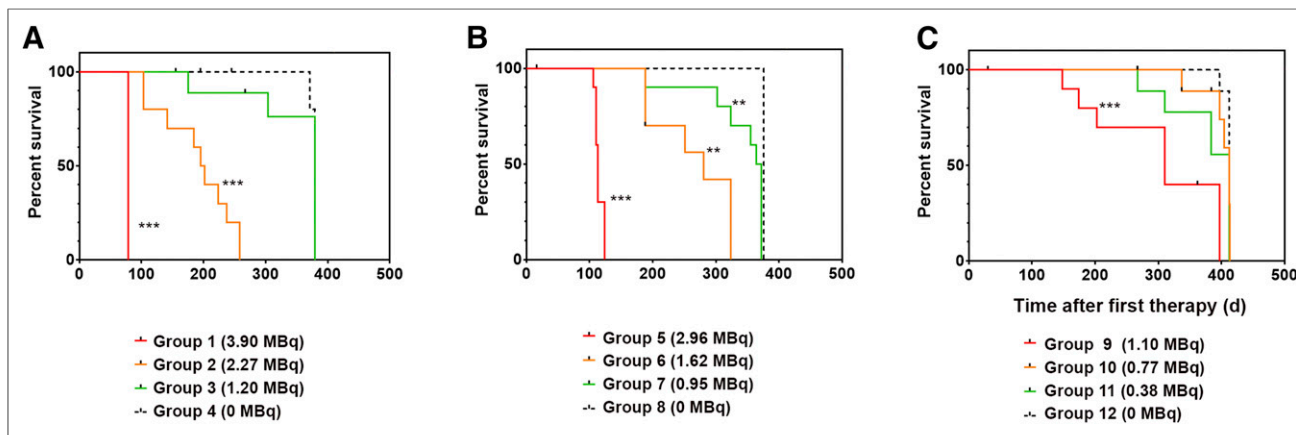 A
Percent survival
100
50
0
0 100 200 300 400 500
***
***
Group 1 (3.90 MBq)
Group 2 (2.27 MBq)
Group 3 (1.20 MBq)
Group 4 (0 MBq)
B
Percent survival
100
50
0
0 100 200 300 400 500
**
**
***
Group 5 (2.96 MBq)
Group 6 (1.62 MBq)
Group 7 (0.95 MBq)
Group 8 (0 MBq)
C
Percent survival
100
50
0
0 100 200 300 400 500
***
Time after first therapy (d)
Group 9 (1.10 MBq)
Group 10 (0.77 MBq)
Group 11 (0.38 MBq)
Group 12 (0 MBq)